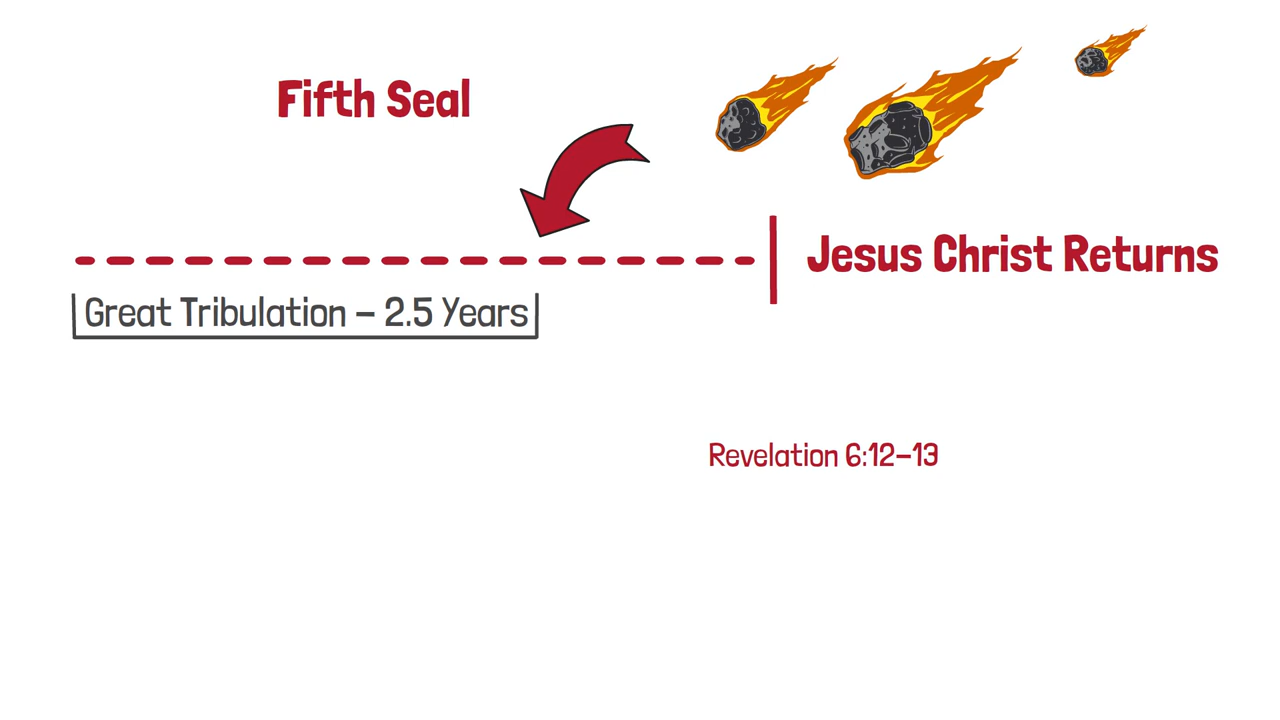 Fifth Seal
Jesus Christ Returns
Great Tribulation – 2.5 Years
Revelation 6:12–13